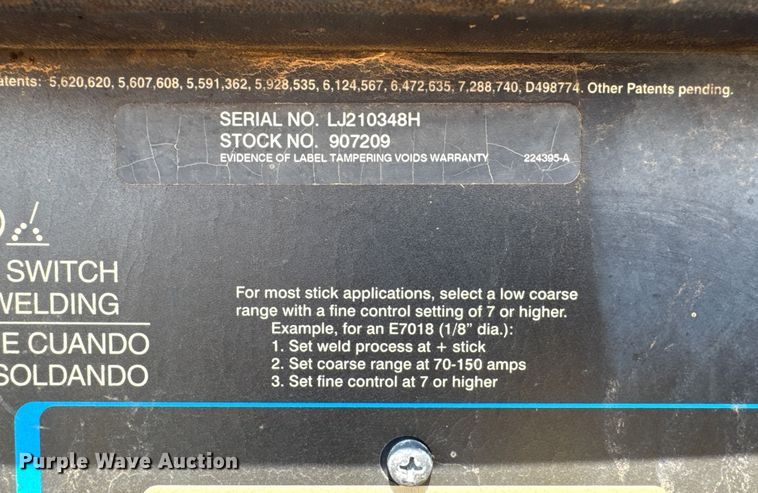 atents: 5,620,620, 5,607,608, 5,591,362, 5,928,535, 6,124,567, 6,472,635, 7,288,740, D498774. Other Patents pending.
SERIAL NO. LJ210348H
STOCK NO. 907209
EVIDENCE OF LABEL TAMPERING VOIDS WARRANTY 224395-A
SWITCH
WELDING
E CUANDO
SOLDANDO
For most stick applications, select a low coarse
range with a fine control setting of 7 or higher.
Example, for an E7018 (1/8" dia.):
1. Set weld process at + stick
2. Set coarse range at 70-150 amps
3. Set fine control at 7 or higher
Purple Wave Auction